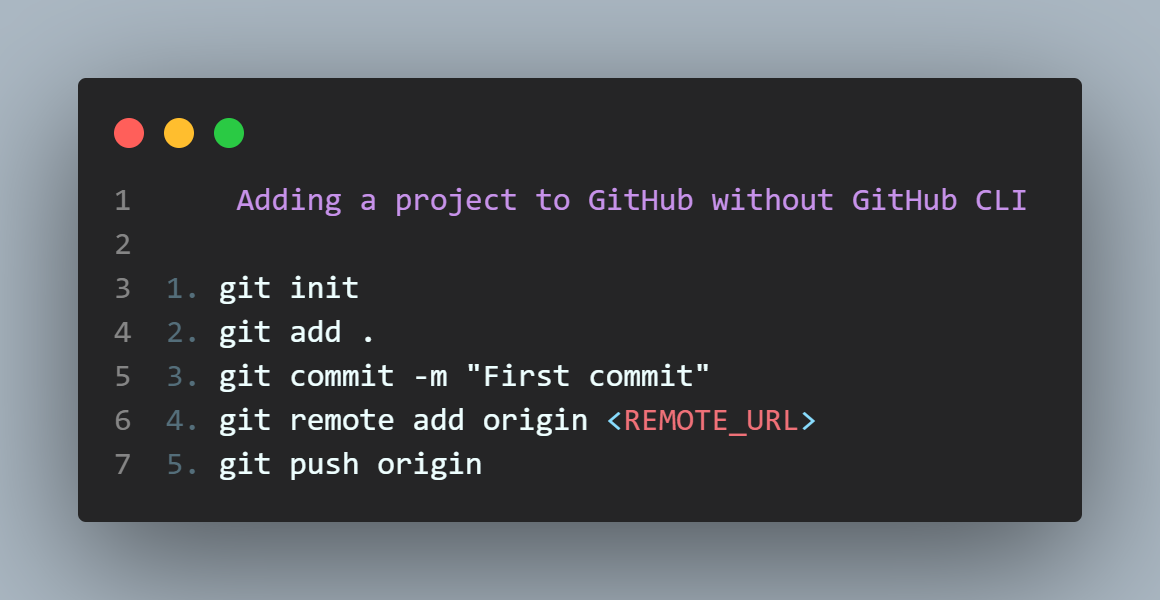 1 Adding a project to GitHub without GitHub CLI
2
3 1. git init
4 2. git add .
5 3. git commit -m "First commit"
6 4. git remote add origin <REMOTE_URL>
7 5. git push origin